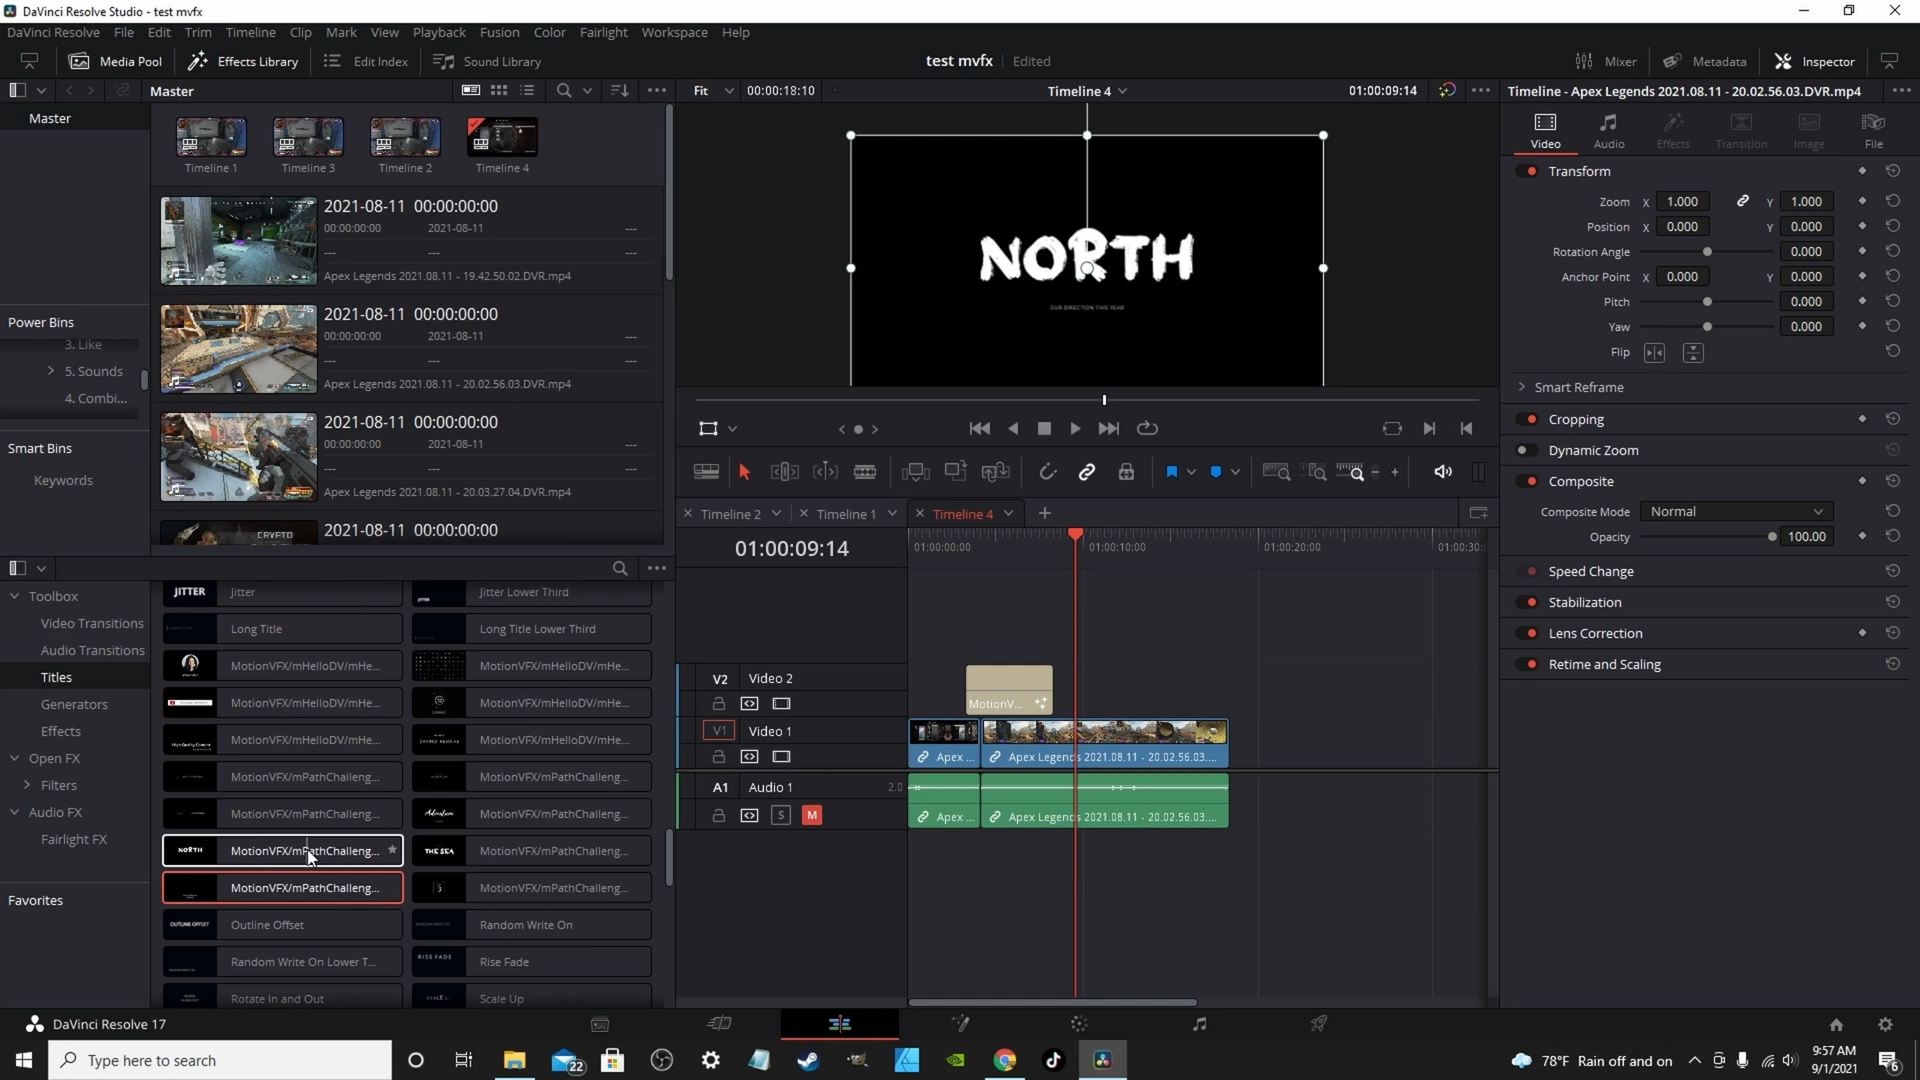 DaVinci Resolve Studio - test mvfx
DaVinci Resolve File Edit Trim Timeline Clip Mark View Playback Fusion Color Fairlight Workspace Help
Media Pool Effects Library Edit Index Sound Library
test mvfx Edited
Mixer Metadata Inspector
Master
Fit 00:00:18:10 Timeline 4 01:00:09:14
Timeline - Apex Legends 2021.08.11 - 20.02.56.03.DVR.mp4
Master
Timeline 1 Timeline 3 Timeline 2 Timeline 4
2021-08-11 00:00:00:00
00:00:00:00 2021-08-11 ---
--- --- ---
Apex Legends 2021.08.11 - 19.42.50.02.DVR.mp4
2021-08-11 00:00:00:00
00:00:00:00 2021-08-11 ---
--- --- ---
Apex Legends 2021.08.11 - 20.02.56.03.DVR.mp4
2021-08-11 00:00:00:00
00:00:00:00 2021-08-11 ---
--- --- ---
Apex Legends 2021.08.11 - 20.03.27.04.DVR.mp4
CRYPTO
2021-08-11 00:00:00:00
Power Bins
3. Like
5. Sounds
4. Combi...
Smart Bins
Keywords
NORTH
OUR DIRECTION THIS YEAR
Video Audio Effects Transition Image File
Transform
Zoom X 1.000 Y 1.000
Position X 0.000 Y 0.000
Rotation Angle 0.000
Anchor Point X 0.000 Y 0.000
Pitch 0.000
Yaw 0.000
Flip
Smart Reframe
Cropping
Dynamic Zoom
Composite
Composite Mode Normal
Opacity 100.00
Speed Change
Stabilization
Lens Correction
Retime and Scaling
Toolbox
Video Transitions
Audio Transitions
Titles
Generators
Effects
Open FX
Filters
Audio FX
Fairlight FX
Favorites
JITTER Jitter Jitter Lower Third
Long Title Long Title Lower Third
MotionVFX/mHelloDV/mHe... MotionVFX/mHelloDV/mHe...
MotionVFX/mHelloDV/mHe... MotionVFX/mHelloDV/mHe...
MotionVFX/mHelloDV/mHe... MotionVFX/mHelloDV/mHe...
MotionVFX/mPathChalleng... MotionVFX/mPathChalleng...
MotionVFX/mPathChalleng... Adventure MotionVFX/mPathChalleng...
NORTH MotionVFX/mPathChalleng... THE SEA MotionVFX/mPathChalleng...
MotionVFX/mPathChalleng... MotionVFX/mPathChalleng...
OUTLINE OFFSET Outline Offset Random Write On
Random Write On Lower T... RISE FADE Rise Fade
Rotate In and Out Scale Up
Timeline 2 Timeline 1 Timeline 4
01:00:09:14
01:00:00:00 01:00:10:00 01:00:20:00 01:00:30:
V2 Video 2
MotionV...
V1 Video 1
Apex ... Apex Legends 2021.08.11 - 20.02.56.03....
A1 Audio 1 2.0
S M
Apex ... Apex Legends 2021.08.11 - 20.02.56.03....
DaVinci Resolve 17
Type here to search
22
78°F Rain off and on
9:57 AM
9/1/2021
6